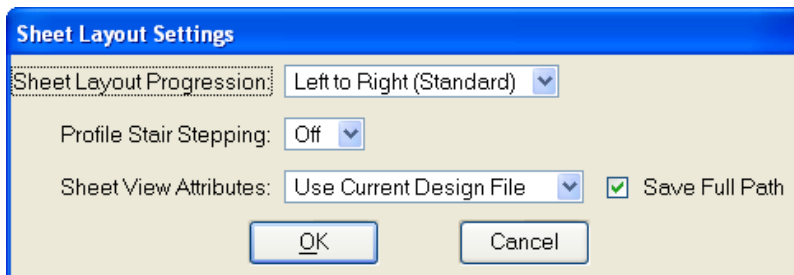 Sheet Layout Settings
Sheet Layout Progression: Left to Right (Standard)
Profile Stair Stepping: Off
Sheet View Attributes: Use Current Design File Save Full Path
OK Cancel